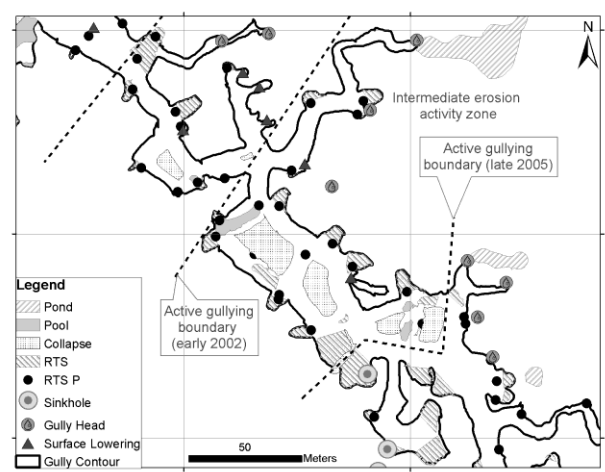 N
Intermediate erosion
activity zone
Active gullying
boundary (late 2005)
Active gullying
boundary
(early 2002)
Legend
Pond
Pool
Collapse
RTS
RTS P
Sinkhole
Gully Head
Surface Lowering
Gully Contour
50
Meters